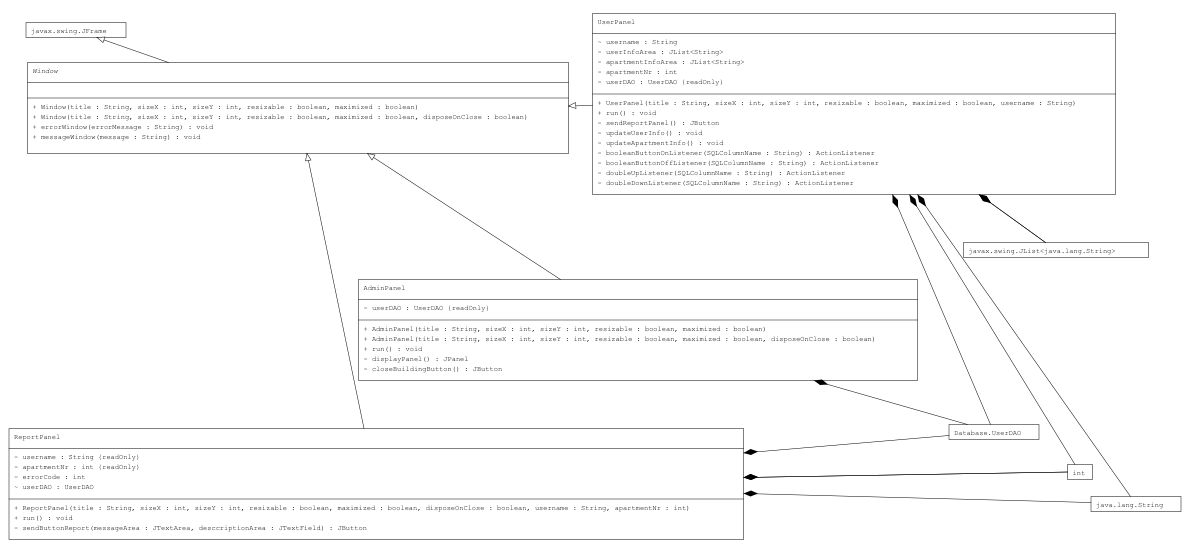 javax.swing.JFrame
Window
+ Window(title : String, sizeX : int, sizeY : int, resizable : boolean, maximized : boolean)
+ Window(title : String, sizeX : int, sizeY : int, resizable : boolean, maximized : boolean, disposeOnClose : boolean)
+ errorWindow(errorMessage : String) : void
+ messageWindow(message : String) : void
UserPanel
~ username : String
- userInfoArea : JList<String>
- apartmentInfoArea : JList<String>
- apartmentNr : int
- userDAO : UserDAO {readOnly}
+ UserPanel(title : String, sizeX : int, sizeY : int, resizable : boolean, maximized : boolean, username : String)
+ run() : void
- sendReportPanel() : JButton
- updateUserInfo() : void
- updateApartmentInfo() : void
- booleanButtonOnListener(SQLColumnName : String) : ActionListener
- booleanButtonOffListener(SQLColumnName : String) : ActionListener
- doubleUpListener(SQLColumnName : String) : ActionListener
- doubleDownListener(SQLColumnName : String) : ActionListener
javax.swing.JList<java.lang.String>
AdminPanel
- userDAO : UserDAO {readOnly}
+ AdminPanel(title : String, sizeX : int, sizeY : int, resizable : boolean, maximized : boolean)
+ AdminPanel(title : String, sizeX : int, sizeY : int, resizable : boolean, maximized : boolean, disposeOnClose : boolean)
+ run() : void
- displayPanel() : JPanel
- closeBuildingButton() : JButton
Database.UserDAO
ReportPanel
- username : String {readOnly}
- apartmentNr : int {readOnly}
- errorCode : int
~ userDAO : UserDAO
+ ReportPanel(title : String, sizeX : int, sizeY : int, resizable : boolean, maximized : boolean, disposeOnClose : boolean, username : String, apartmentNr : int)
+ run() : void
- sendButtonReport(messageArea : JTextArea, desccriptionArea : JTextField) : JButton
int
java.lang.String